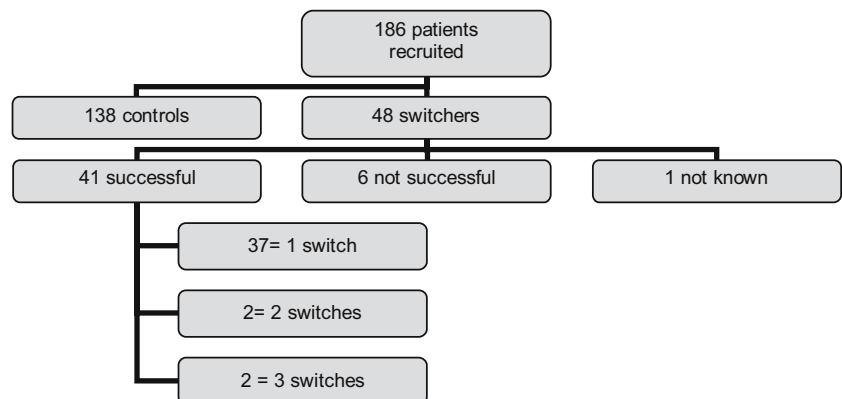 186 patients
recruited
138 controls
48 switchers
41 successful
6 not successful
1 not known
37= 1 switch
2= 2 switches
2 = 3 switches